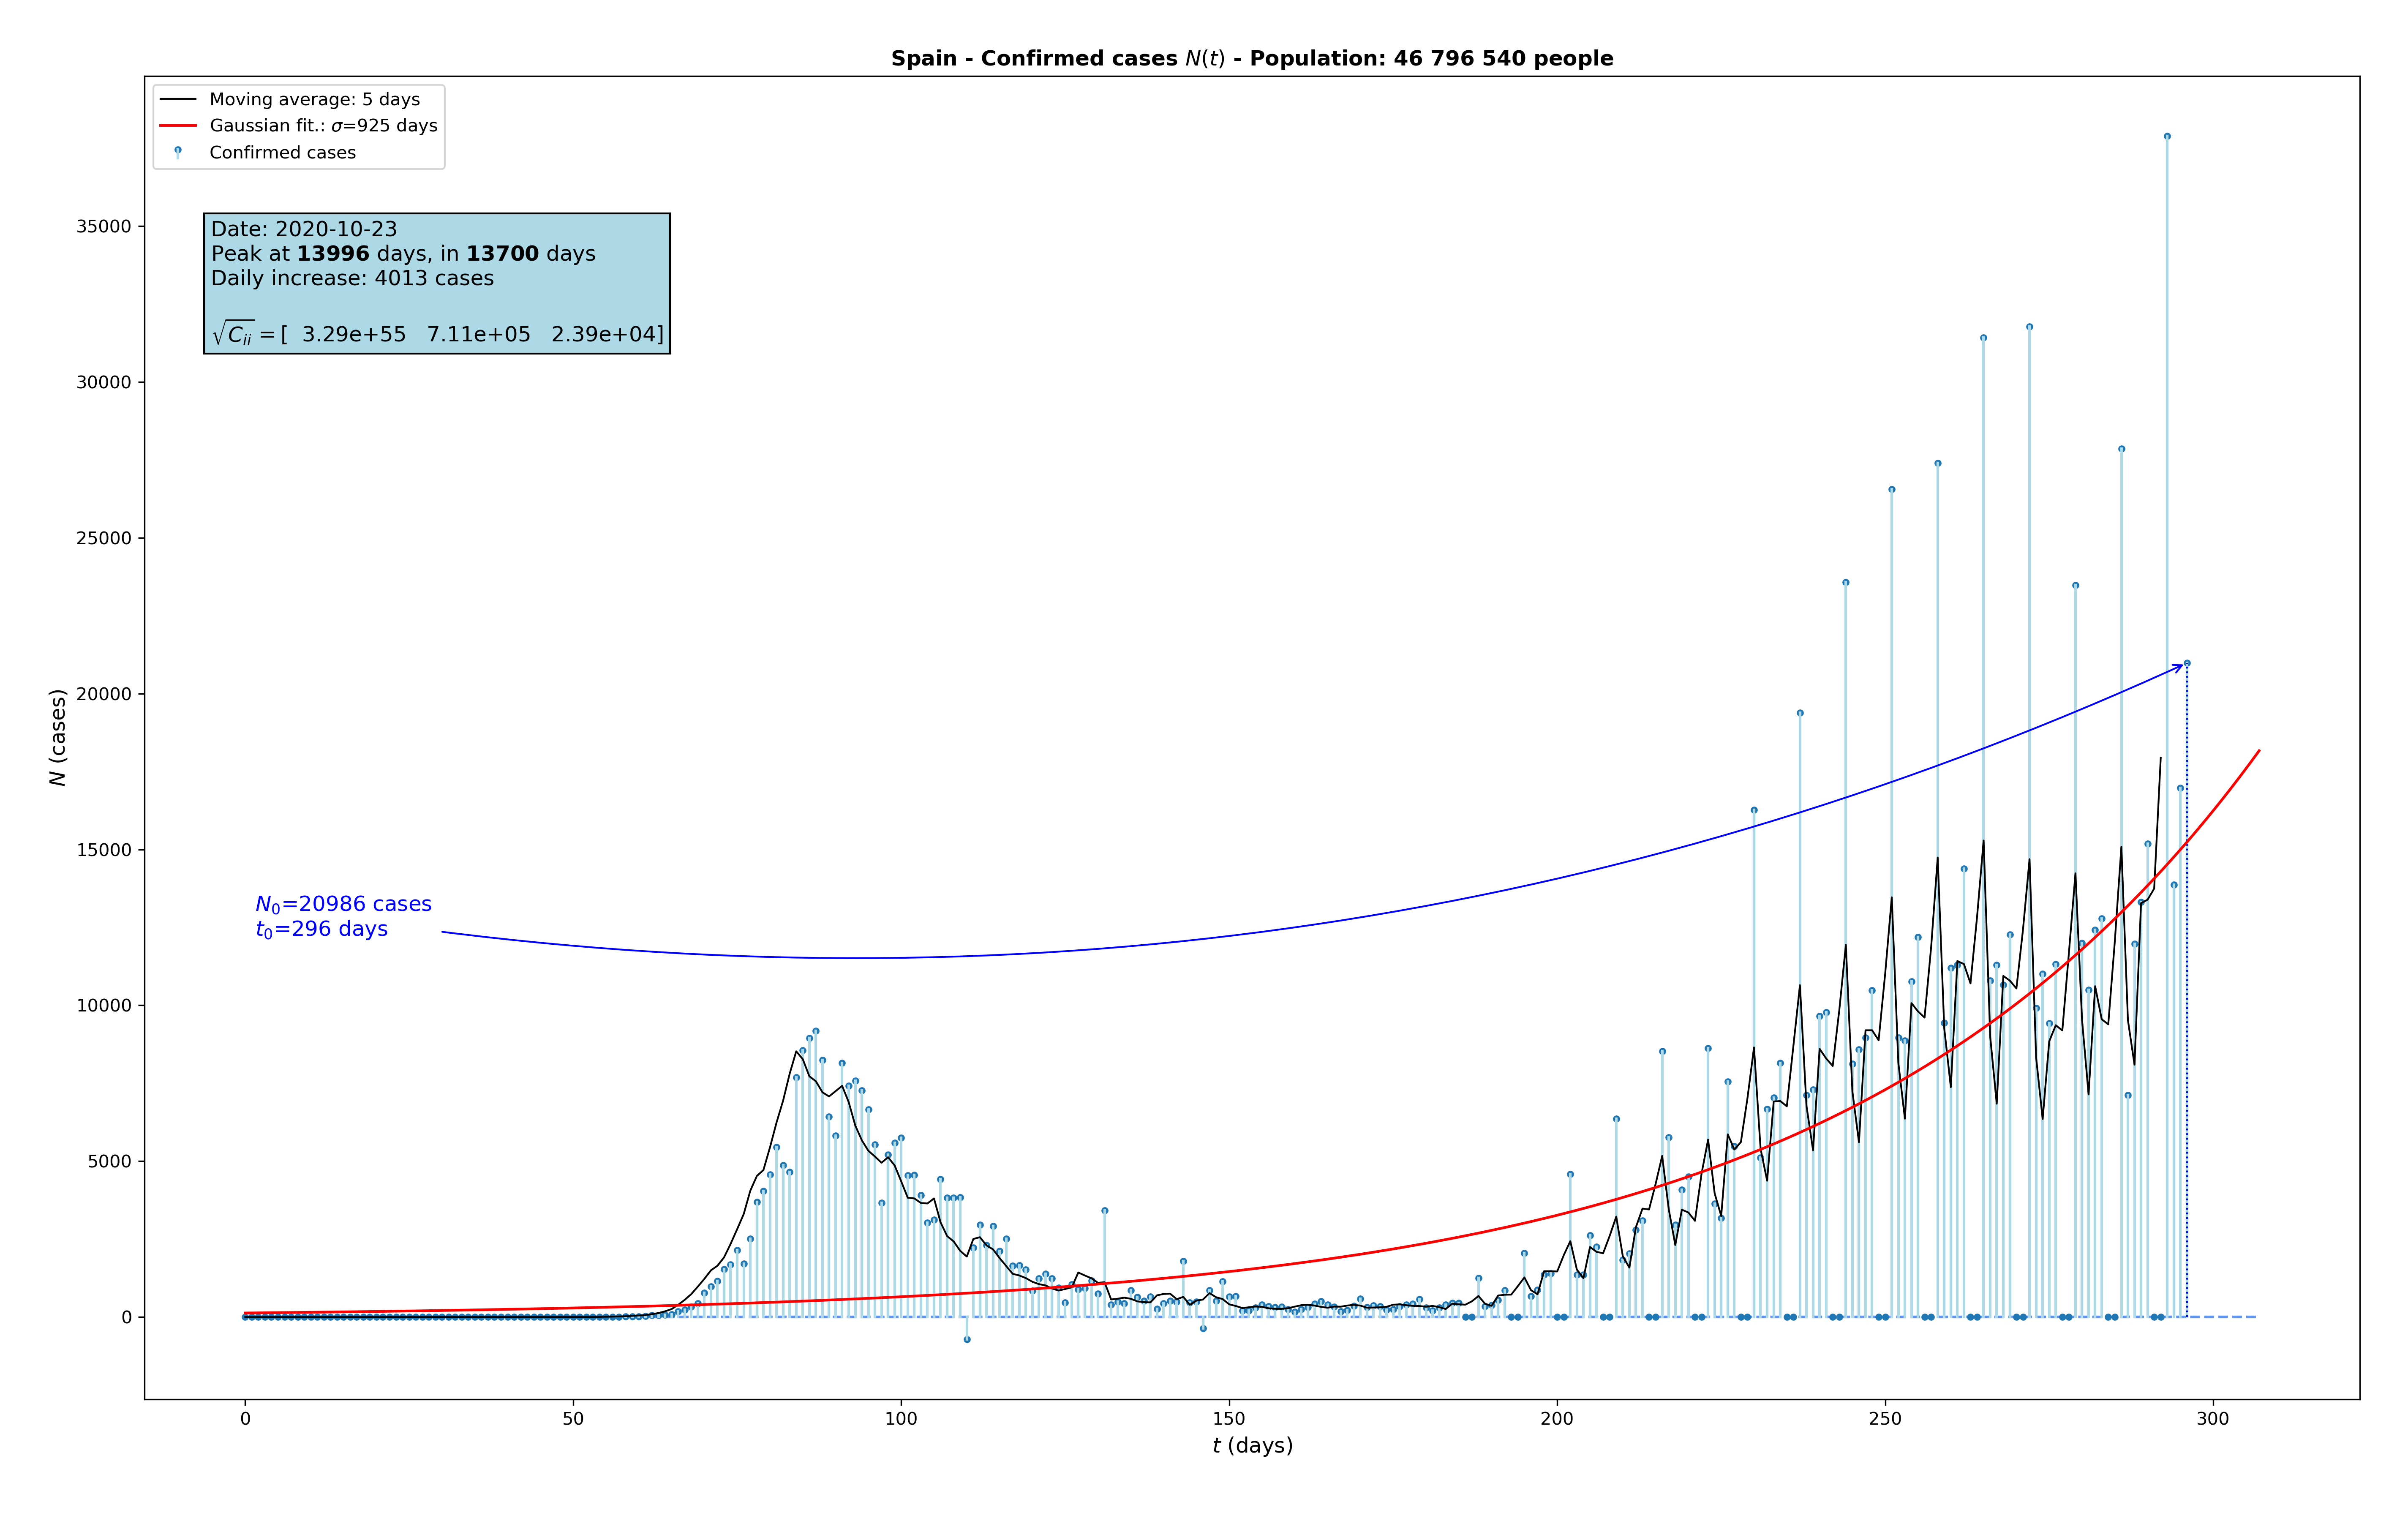 Spain - Confirmed cases N(t) - Population: 46 796 540 people
Moving average: 5 days
Gaussian fit.: σ=925 days
Confirmed cases
Date: 2020-10-23
Peak at 13996 days, in 13700 days
Daily increase: 4013 cases
√C_ii = [ 3.29e+55 7.11e+05 2.39e+04]
N_0=20986 cases
t_0=296 days
N (cases)
35000
30000
25000
20000
15000
10000
5000
0
0 50 100 150 200 250 300
t (days)